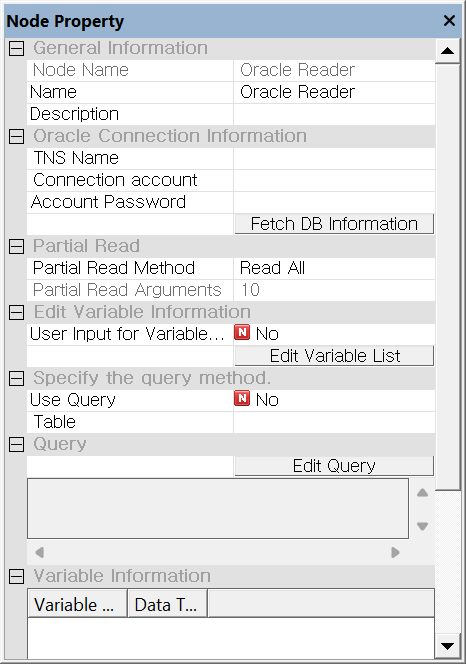 Node Property
General Information
Node Name Oracle Reader
Name Oracle Reader
Description
Oracle Connection Information
TNS Name
Connection account
Account Password
Fetch DB Information
Partial Read
Partial Read Method Read All
Partial Read Arguments 10
Edit Variable Information
User Input for Variable... N No
Edit Variable List
Specify the query method.
Use Query N No
Table
Query
Edit Query
Variable Information
Variable ... Data T...